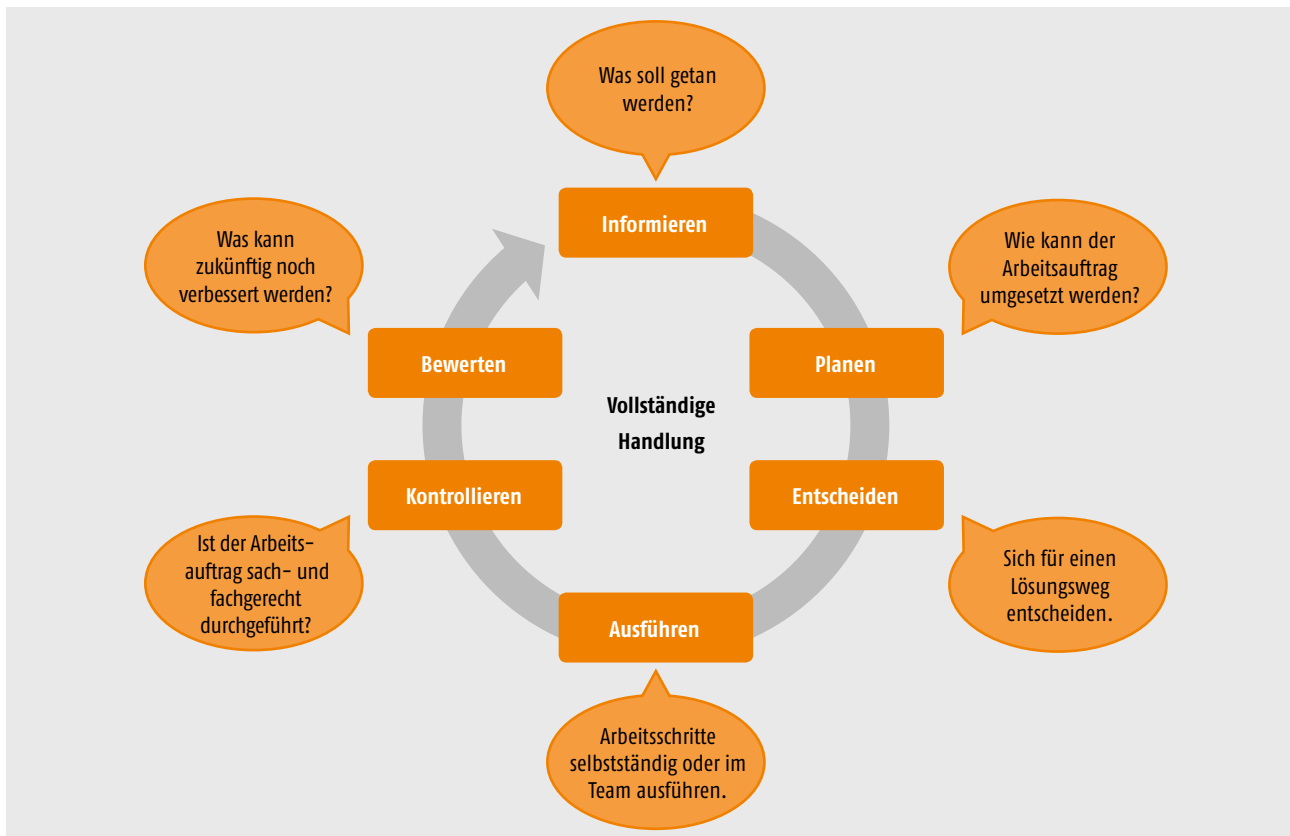 Was soll getan
werden?
Informieren
Wie kann der
Arbeitsauftrag
umgesetzt werden?
Planen
Entscheiden
Sich für einen
Lösungsweg
entscheiden.
Ausführen
Arbeitsschritte
selbstständig oder im
Team ausführen.
Kontrollieren
Ist der Arbeits-
auftrag sach- und
fachgerecht
durchgeführt?
Bewerten
Was kann
zukünftig noch
verbessert werden?
Vollständige
Handlung